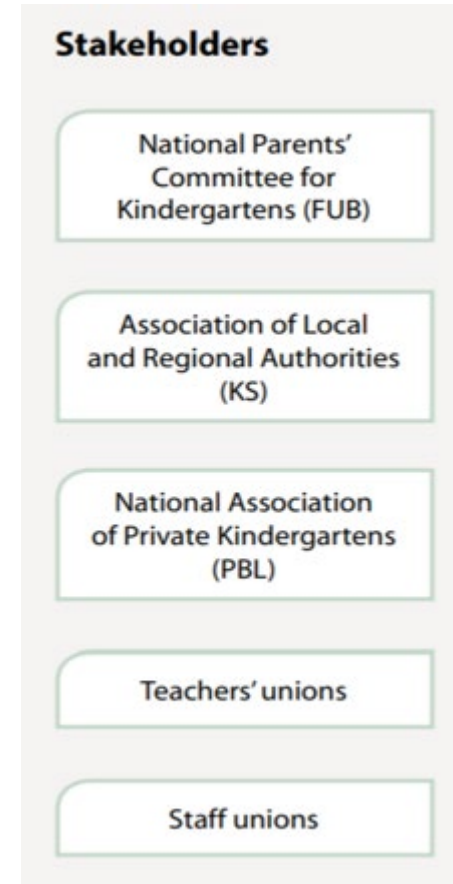 Stakeholders
National Parents’
Committee for
Kindergartens (FUB)
Association of Local
and Regional Authorities
(KS)
National Association
of Private Kindergartens
(PBL)
Teachers’ unions
Staff unions